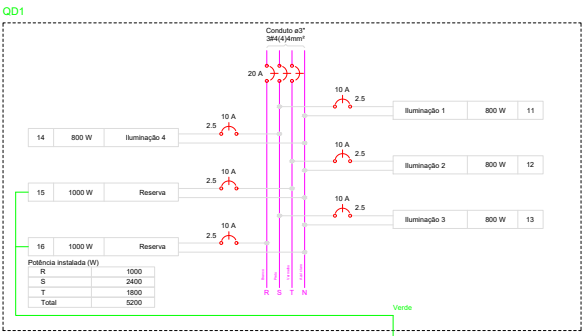 QD1
Conduto ø3"
3#4(4)4mm²
20 A
10 A
2.5
Iluminação 1 800 W 11
10 A
2.5
14 800 W Iluminação 4
10 A
2.5
Iluminação 2 800 W 12
10 A
2.5
15 1000 W Reserva
10 A
2.5
Iluminação 3 800 W 13
10 A
2.5
16 1000 W Reserva
Potência instalada (W)
R 1000
S 2400
T 1800
Total 5200
R S T N
Verde